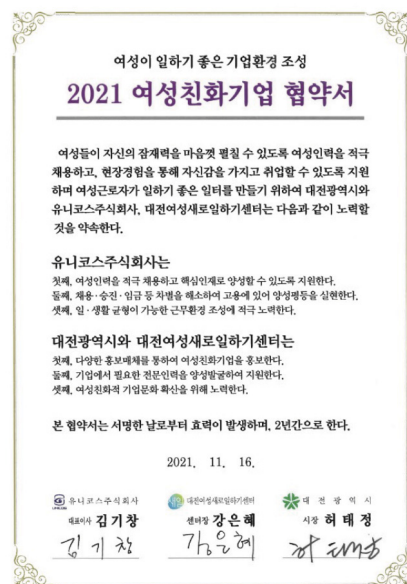 여성이 일하기 좋은 기업환경 조성
2021 여성친화기업 협약서
여성들이 자신의 잠재력을 마음껏 펼칠 수 있도록 여성인력을 적극
채용하고, 현장경험을 통해 자신감을 가지고 취업할 수 있도록 지원
하며 여성근로자가 일하기 좋은 일터를 만들기 위하여 대전광역시와
유니코스주식회사, 대전여성새로일하기센터는 다음과 같이 노력할
것을 약속한다.
유니코스주식회사는
첫째, 여성인력을 적극 채용하고 핵심인재로 양성할 수 있도록 지원한다.
둘째, 채용·승진·임금 등 차별을 해소하여 고용에 있어 양성평등을 실현한다.
셋째, 일·생활 균형이 가능한 근무환경 조성에 적극 노력한다.
대전광역시와 대전여성새로일하기센터는
첫째, 다양한 홍보매체를 통하여 여성친화기업을 홍보한다.
둘째, 기업에서 필요한 전문인력을 양성발굴하여 지원한다.
셋째, 여성친화적 기업문화 확산을 위해 노력한다.
본 협약서는 서명한 날로부터 효력이 발생하며, 2년간으로 한다.
2021. 11. 16.
유니코스주식회사 대전여성새로일하기센터 대전광역시
대표이사 김기창 센터장 강은혜 시장 허태정
김기창 강은혜 허태정